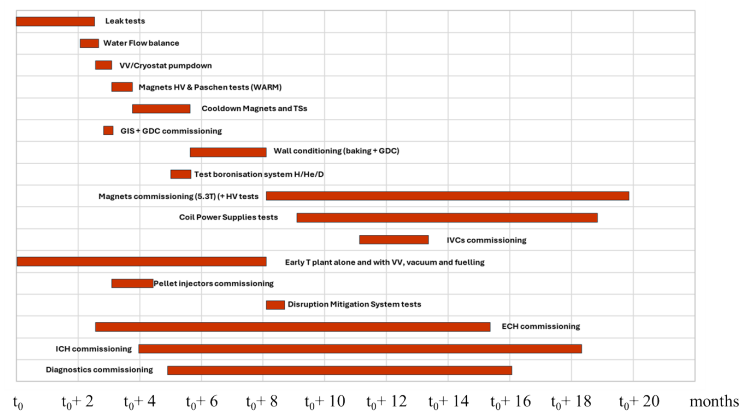 Leak tests
Water Flow balance
VV/Cryostat pumpdown
Magnets HV & Paschen tests (WARM)
Cooldown Magnets and TSs
GIS + GDC commissioning
Wall conditioning (baking + GDC)
Test boronisation system H/He/D
Magnets commissioning (5.3T) (+ HV tests
Coil Power Supplies tests
IVCs commissioning
Early T plant alone and with VV, vacuum and fuelling
Pellet injectors commissioning
Disruption Mitigation System tests
ECH commissioning
ICH commissioning
Diagnostics commissioning
t₀ t₀+ 2 t₀+ 4 t₀+ 6 t₀+ 8 t₀+ 10 t₀+ 12 t₀+ 14 t₀+ 16 t₀+ 18 t₀+ 20 months